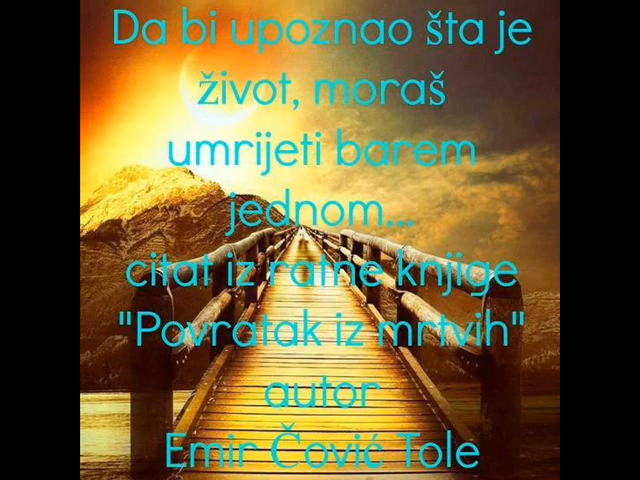 Da bi upoznao šta je
život, moraš
umrijeti barem
jednom...
citat iz ratne knjige
"Povratak iz mrtvih"
autor
Emir Čović Tole